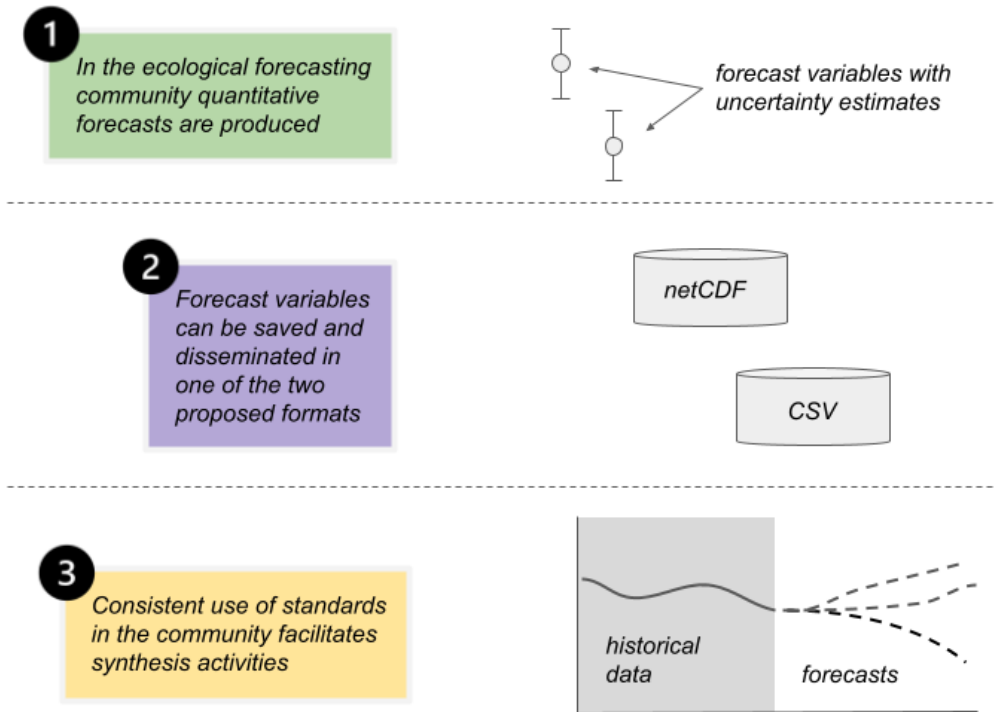 1
In the ecological forecasting
community quantitative
forecasts are produced
forecast variables with
uncertainty estimates
2
Forecast variables
can be saved and
disseminated in
one of the two
proposed formats
netCDF
CSV
3
Consistent use of standards
in the community facilitates
synthesis activities
historical
data
forecasts